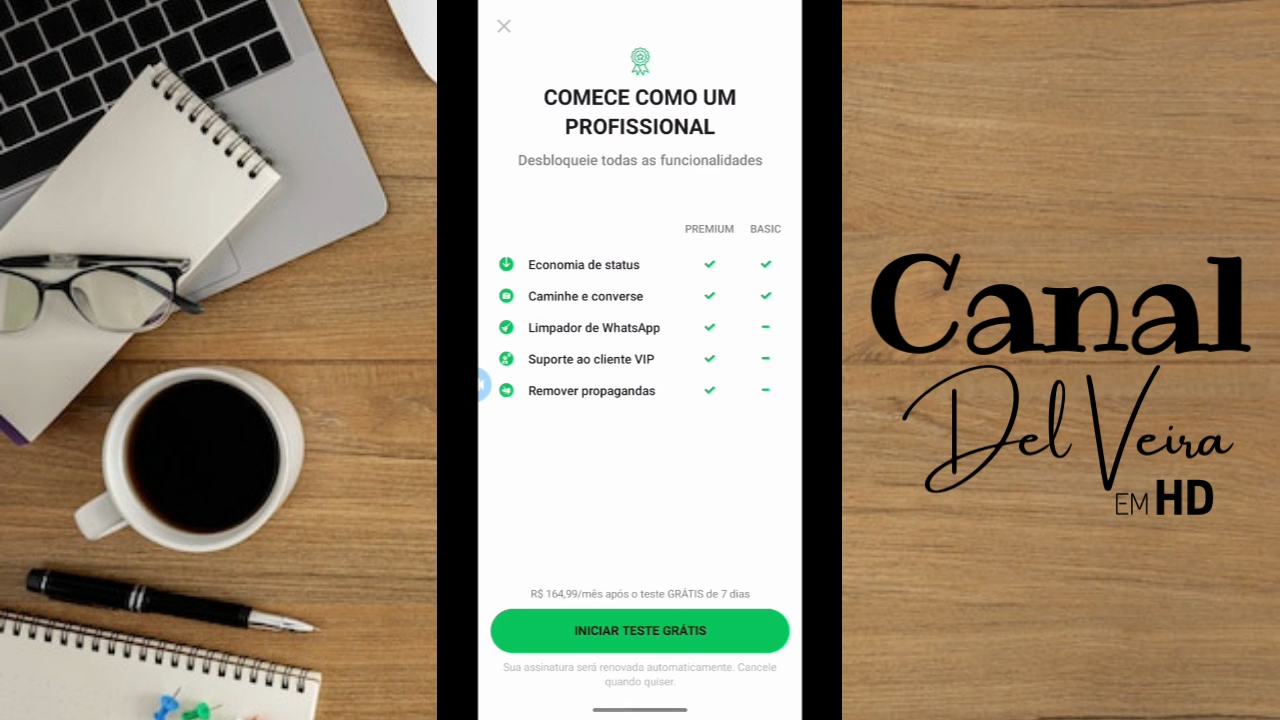 COMECE COMO UM
PROFISSIONAL
Desbloqueie todas as funcionalidades
PREMIUM BASIC
Economia de status
Caminhe e converse
Limpador de WhatsApp
Suporte ao cliente VIP
Remover propagandas
R$ 164,99/mês após o teste GRÁTIS de 7 dias
INICIAR TESTE GRÁTIS
Sua assinatura será renovada automaticamente. Cancele
quando quiser.
Canal
Del Veira
EM HD